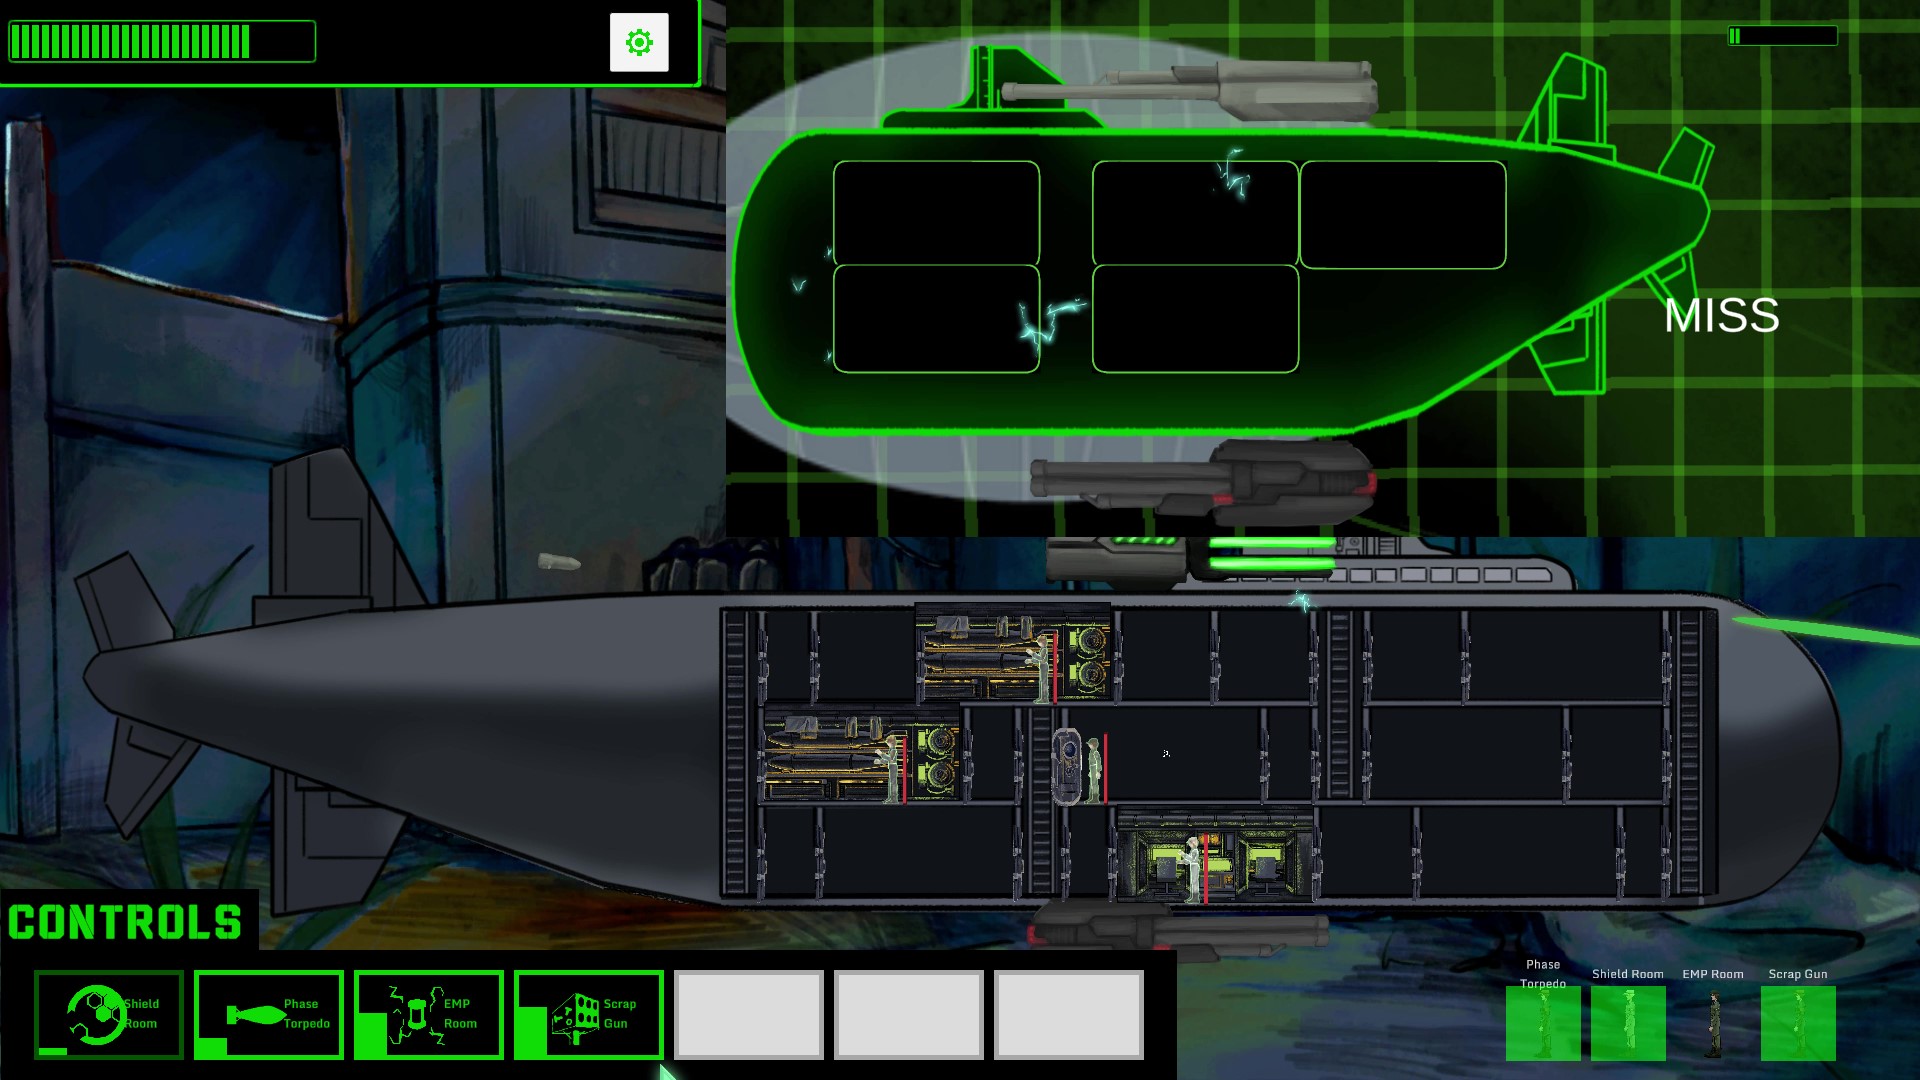 MISS
CONTROLS
Shield
Room
Phase
Torpedo
EMP
Room
Scrap
Gun
Phase
Torpedo
Shield Room
EMP Room
Scrap Gun